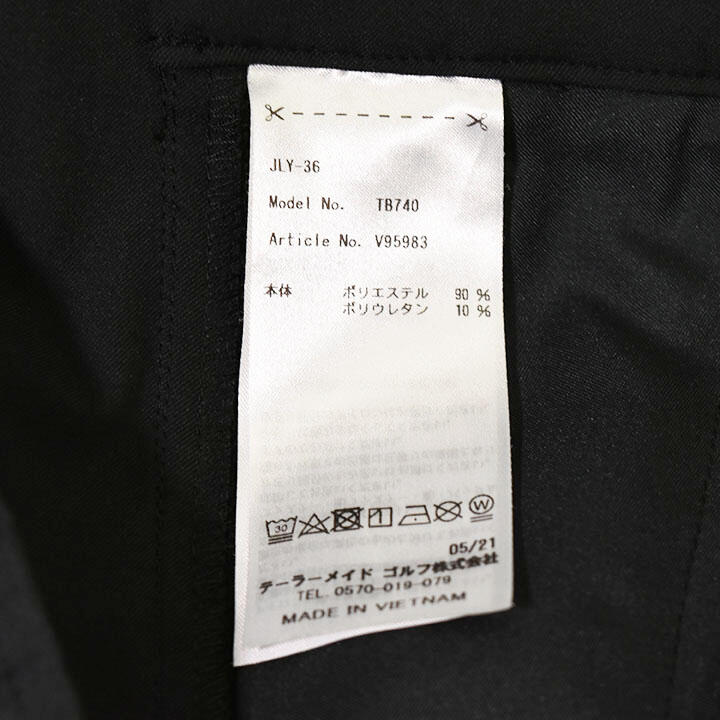 JLY-36
Model No. TB740
Article No. V95983
本体 ポリエステル 90 %
ポリウレタン 10 %
30
W
05/21
テーラーメイド ゴルフ株式会社
TEL. 0570-019-079
MADE IN VIETNAM